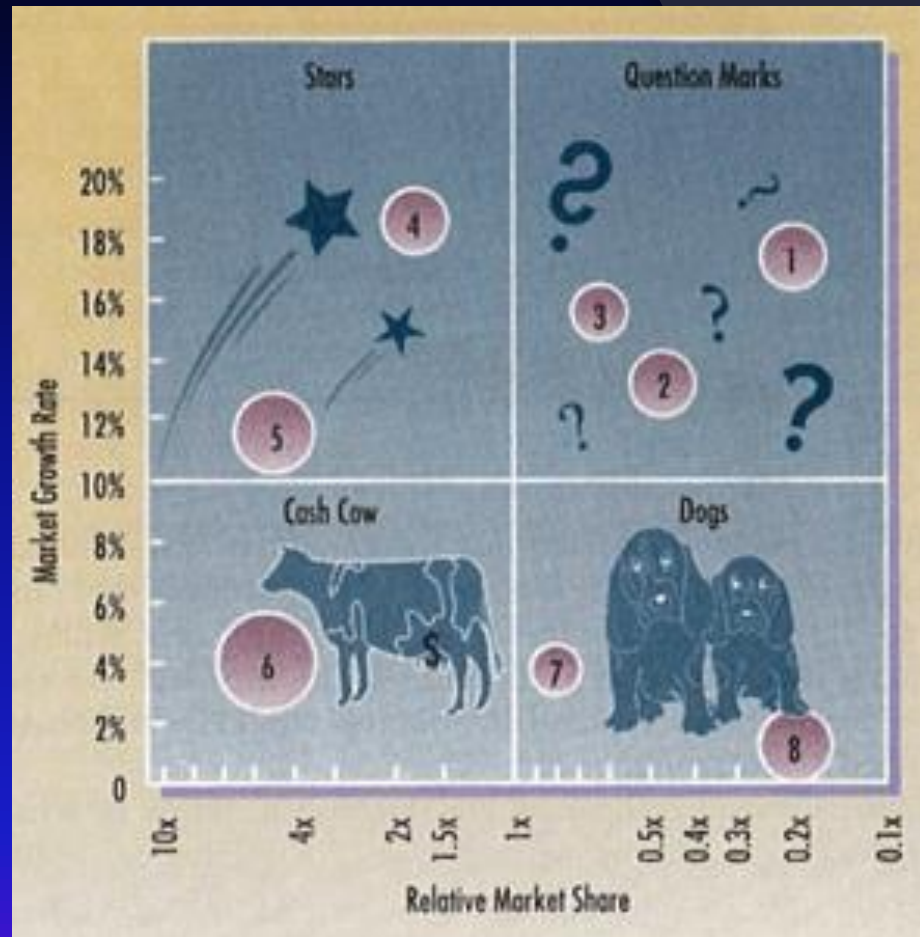 Stars
Question Marks
20%
18%
16%
14%
12%
10%
8%
6%
4%
2%
0
Market Growth Rate
4
1
3
2
5
Cash Cow
Dogs
S
6
7
8
10x
4x
2x
1.5x
1x
0.5x
0.4x
0.3x
0.2x
0.1x
Relative Market Share